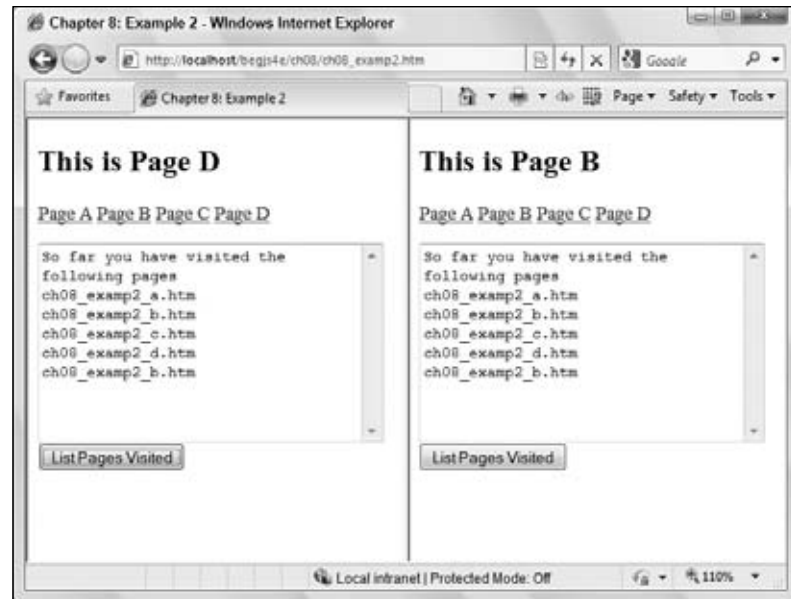 Chapter 8: Example 2 - Windows Internet Explorer
http://localhost/begjs4e/ch08/ch08_examp2.htm
Google
Favorites
Chapter 8: Example 2
Page Safety Tools
This is Page D
Page A Page B Page C Page D
So far you have visited the
following pages
ch08_examp2_a.htm
ch08_examp2_b.htm
ch08_examp2_c.htm
ch08_examp2_d.htm
ch08_examp2_b.htm
List Pages Visited
This is Page B
Page A Page B Page C Page D
So far you have visited the
following pages
ch08_examp2_a.htm
ch08_examp2_b.htm
ch08_examp2_c.htm
ch08_examp2_d.htm
ch08_examp2_b.htm
List Pages Visited
Local intranet | Protected Mode: Off
110%